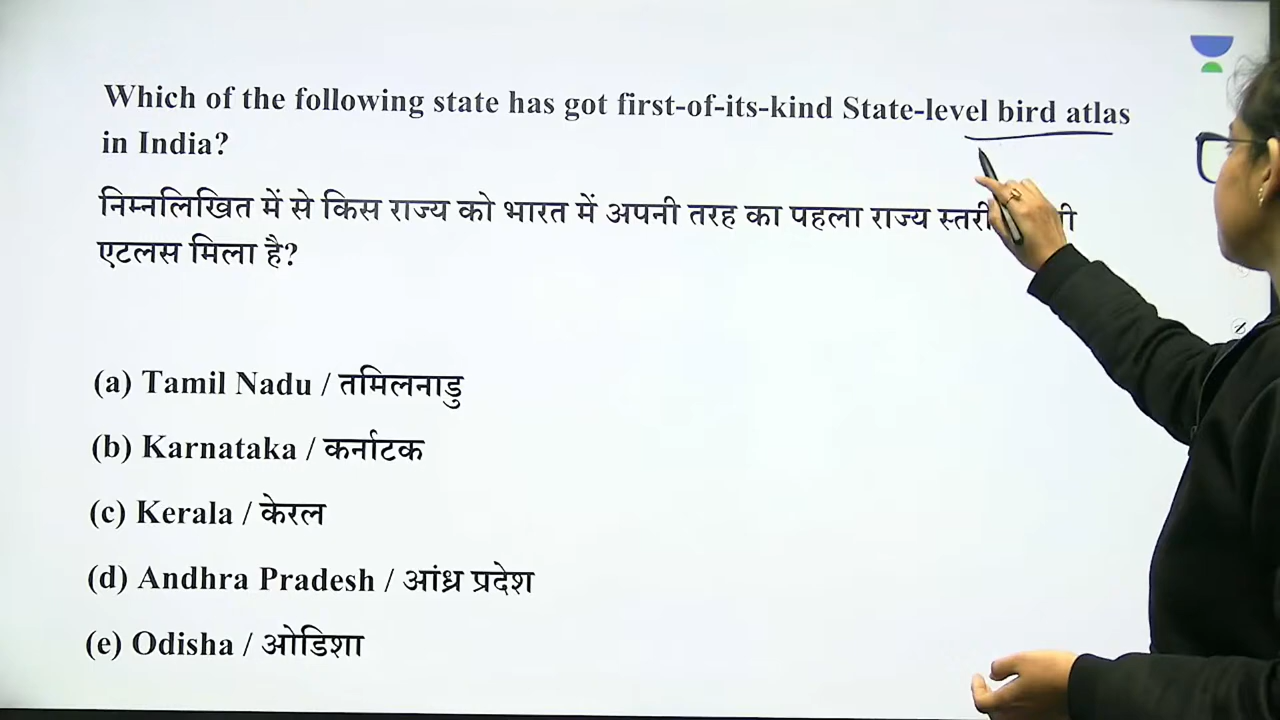 Which of the following state has got first-of-its-kind State-level bird atlas
in India?
निम्नलिखित में से किस राज्य को भारत में अपनी तरह का पहला राज्य
एटलस मिला है?
(a) Tamil Nadu / तमिलनाडु
(b) Karnataka / कर्नाटक
(c) Kerala / केरल
(d) Andhra Pradesh / आंध्र प्रदेश
(e) Odisha / ओडिशा